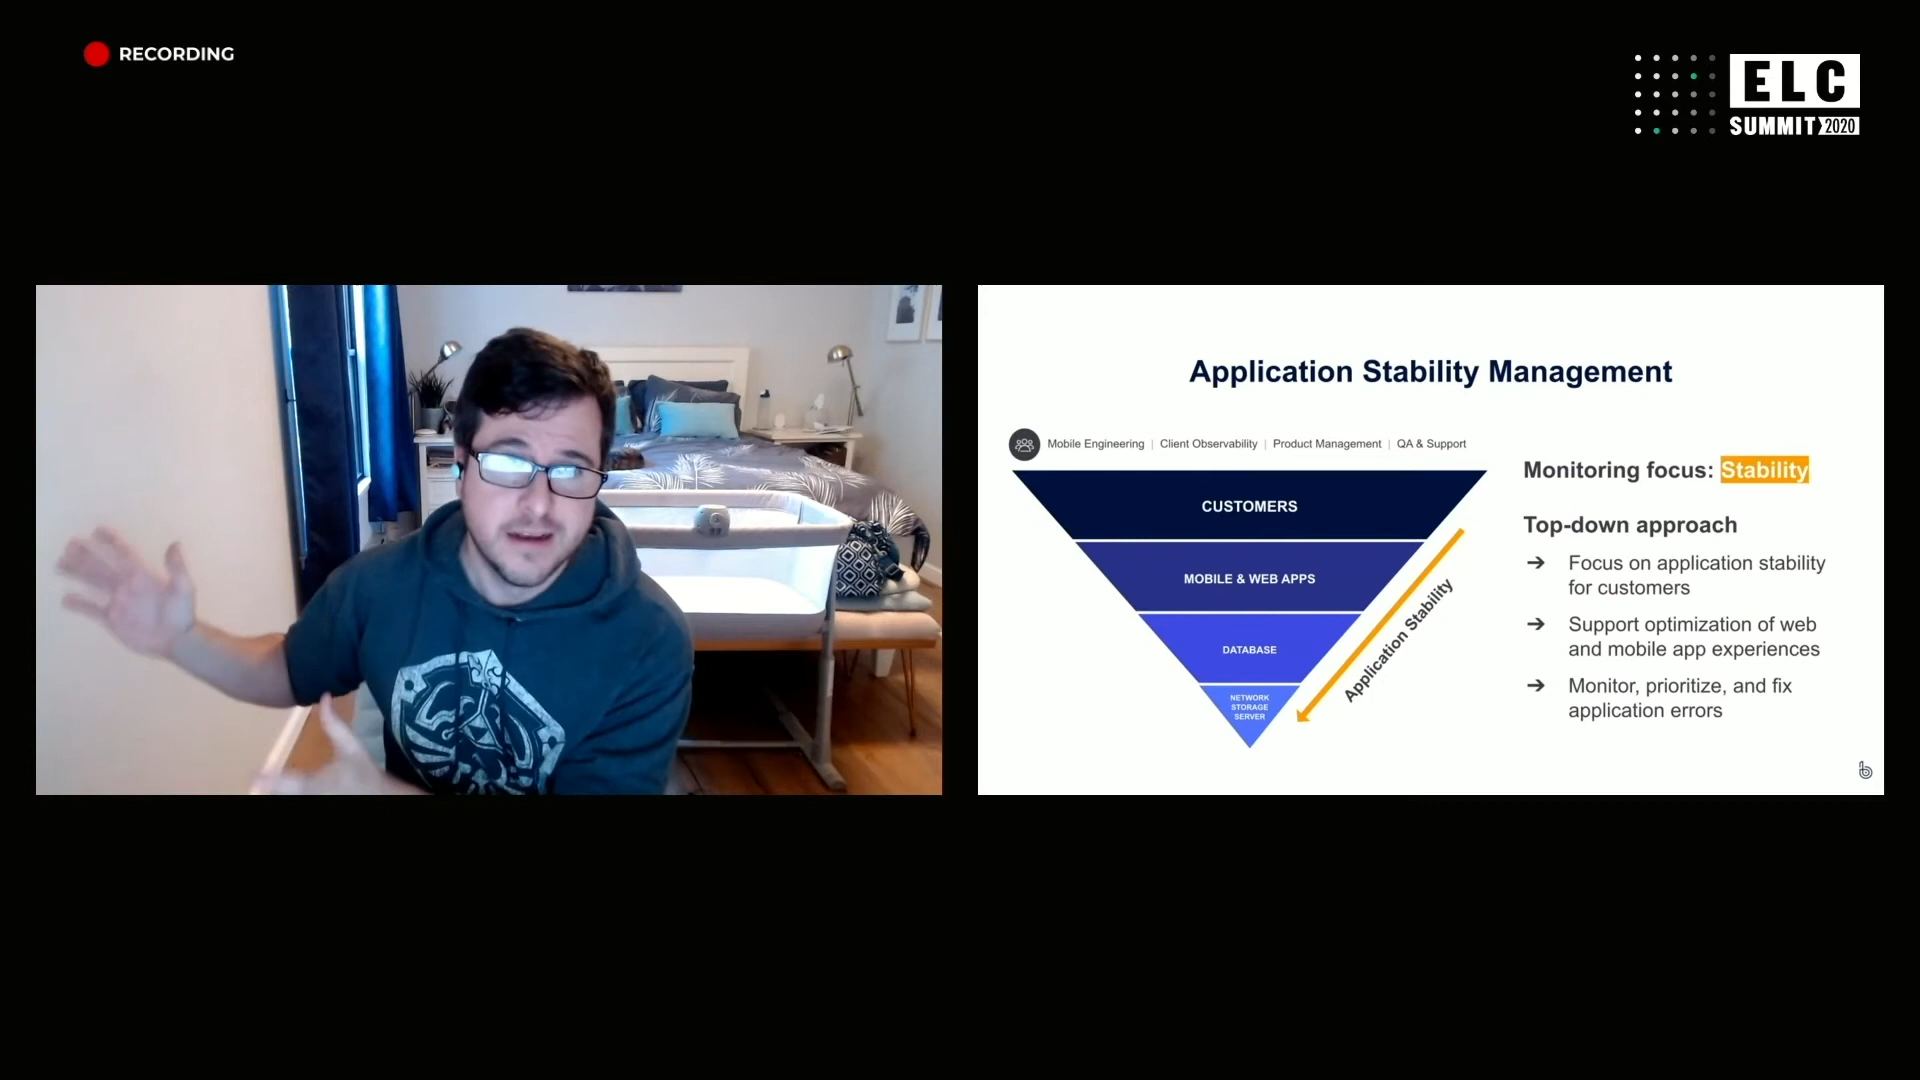 RECORDING
ELC
SUMMIT 2020
Application Stability Management
Mobile Engineering | Client Observability | Product Management | QA & Support
CUSTOMERS
MOBILE & WEB APPS
DATABASE
NETWORK
STORAGE
SERVER
Application Stability
Monitoring focus: Stability
Top-down approach
➔ Focus on application stability
for customers
➔ Support optimization of web
and mobile app experiences
➔ Monitor, prioritize, and fix
application errors